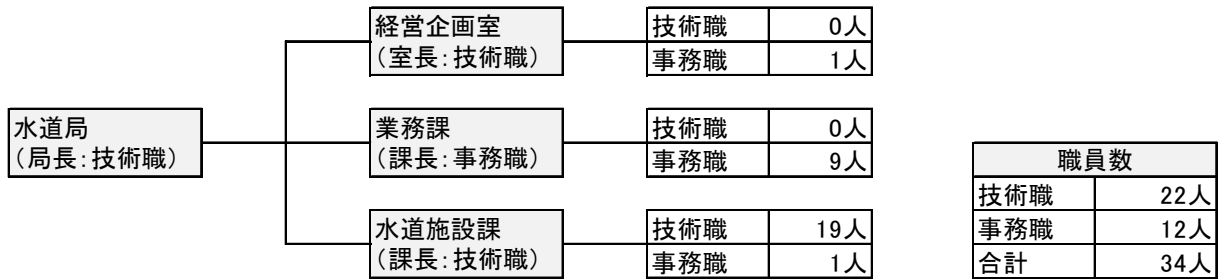 経営企画室
（室長：技術職）
技術職 0人
事務職 1人
水道局
（局長：技術職）
業務課
（課長：事務職）
技術職 0人
事務職 9人
水道施設課
（課長：技術職）
技術職 19人
事務職 1人
職員数
技術職 22人
事務職 12人
合計 34人